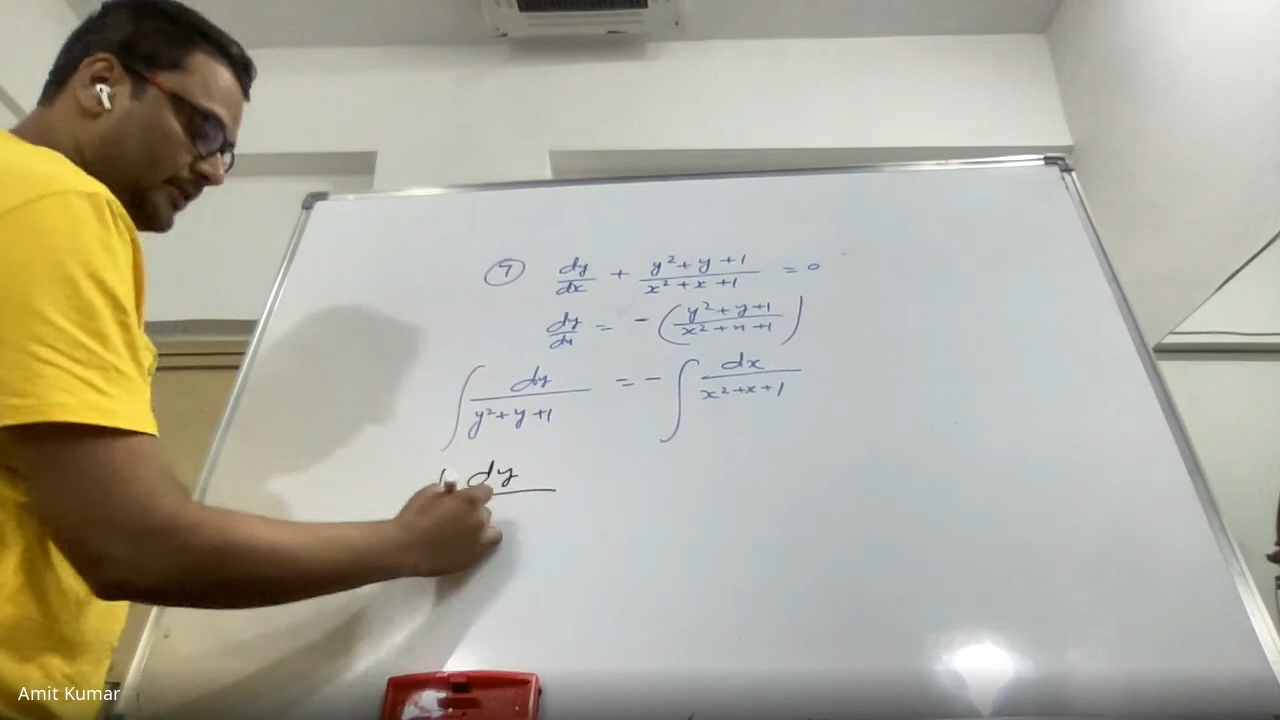 ⑦ dy/dx + (y²+y+1)/(x²+x+1) = 0
dy/dx = -((y²+y+1)/(x²+x+1))
∫ dy/(y²+y+1) = -∫ dx/(x²+x+1)
dy
Amit Kumar